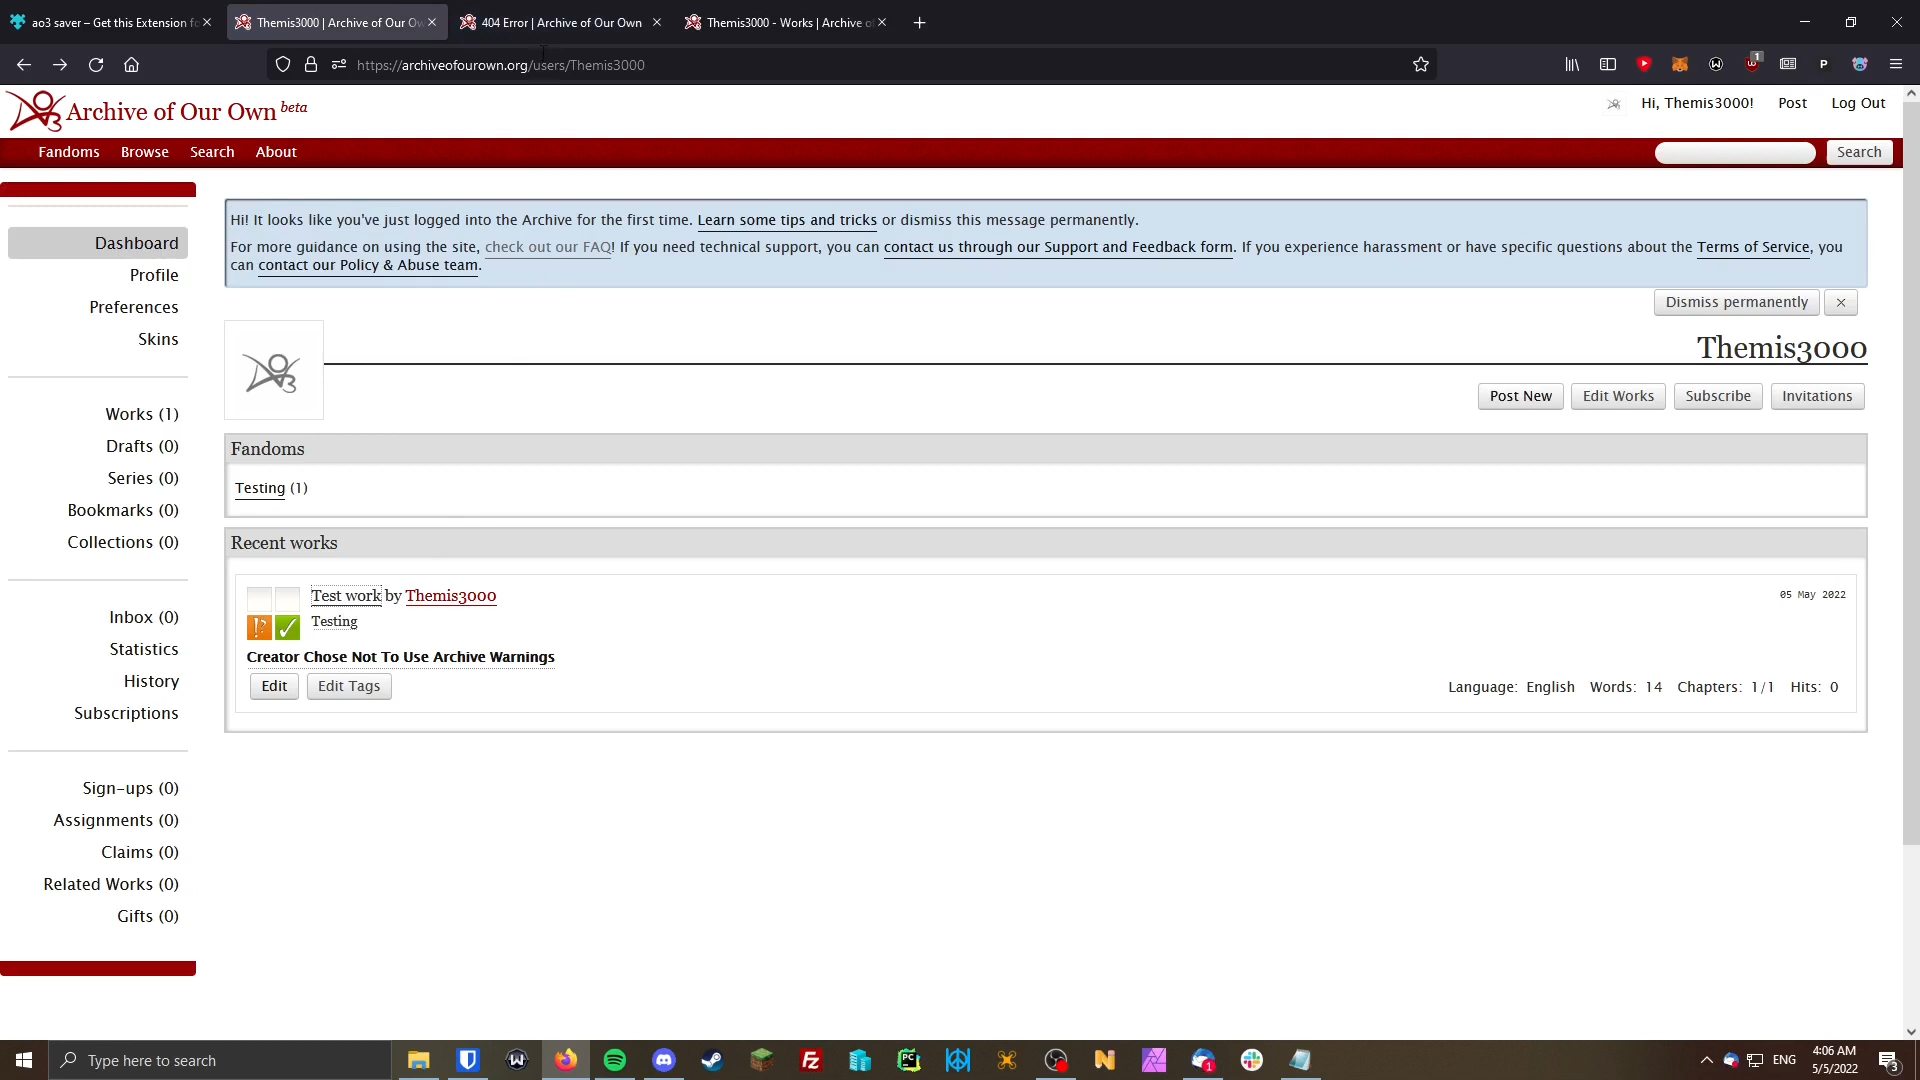 ao3 saver – Get this Extension fo
Themis3000 | Archive of Our Ow
404 Error | Archive of Our Own
Themis3000 - Works | Archive of
https://archiveofourown.org/users/Themis3000
1
P
Archive of Our Own beta
Hi, Themis3000!
Post
Log Out
Fandoms
Browse
Search
About
Search
Hi! It looks like you've just logged into the Archive for the first time. Learn some tips and tricks or dismiss this message permanently.
For more guidance on using the site, check out our FAQ! If you need technical support, you can contact us through our Support and Feedback form. If you experience harassment or have specific questions about the Terms of Service, you
can contact our Policy & Abuse team.
Dismiss permanently
×
Dashboard
Profile
Preferences
Skins
Works (1)
Drafts (0)
Series (0)
Bookmarks (0)
Collections (0)
Inbox (0)
Statistics
History
Subscriptions
Sign-ups (0)
Assignments (0)
Claims (0)
Related Works (0)
Gifts (0)
Themis3000
Post New
Edit Works
Subscribe
Invitations
Fandoms
Testing (1)
Recent works
Test work by Themis3000
05 May 2022
Testing
Creator Chose Not To Use Archive Warnings
Edit
Edit Tags
Language: English Words: 14 Chapters: 1/1 Hits: 0
Type here to search
ENG
4:06 AM
5/5/2022
3